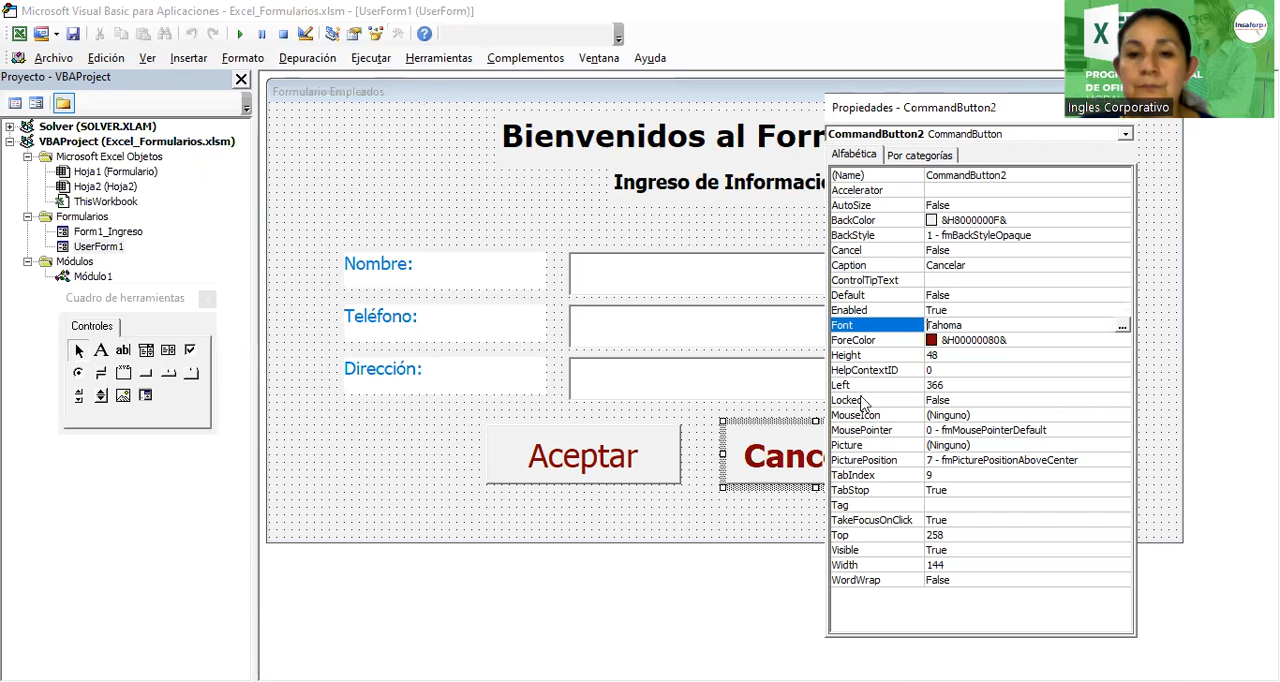 Microsoft Visual Basic para Aplicaciones - Excel_Formularios.xlsm - [UserForm1 (UserForm)]
Archivo Edición Ver Insertar Formato Depuración Ejecutar Herramientas Complementos Ventana Ayuda
Proyecto - VBAProject
Solver (SOLVER.XLAM)
VBAProject (Excel_Formularios.xlsm)
Microsoft Excel Objetos
Hoja1 (Formulario)
Hoja2 (Hoja2)
ThisWorkbook
Formularios
Form1_Ingreso
UserForm1
Módulos
Módulo1
Cuadro de herramientas
Controles
A ab|
Formulario Empleados
Bienvenidos al Form
Ingreso de Informaci
Nombre:
Teléfono:
Dirección:
Aceptar
Cance
Propiedades - CommandButton2
CommandButton2 CommandButton
Alfabética Por categorías
(Name) CommandButton2
Accelerator
AutoSize False
BackColor &H8000000F&
BackStyle 1 - fmBackStyleOpaque
Cancel False
Caption Cancelar
ControlTipText
Default False
Enabled True
Font Tahoma ...
ForeColor &H00000080&
Height 48
HelpContextID 0
Left 366
Locked False
MouseIcon (Ninguno)
MousePointer 0 - fmMousePointerDefault
Picture (Ninguno)
PicturePosition 7 - fmPicturePositionAboveCenter
TabIndex 9
TabStop True
Tag
TakeFocusOnClick True
Top 258
Visible True
Width 144
WordWrap False
X
Insaforp
DE OFI
Ingles Corporativo